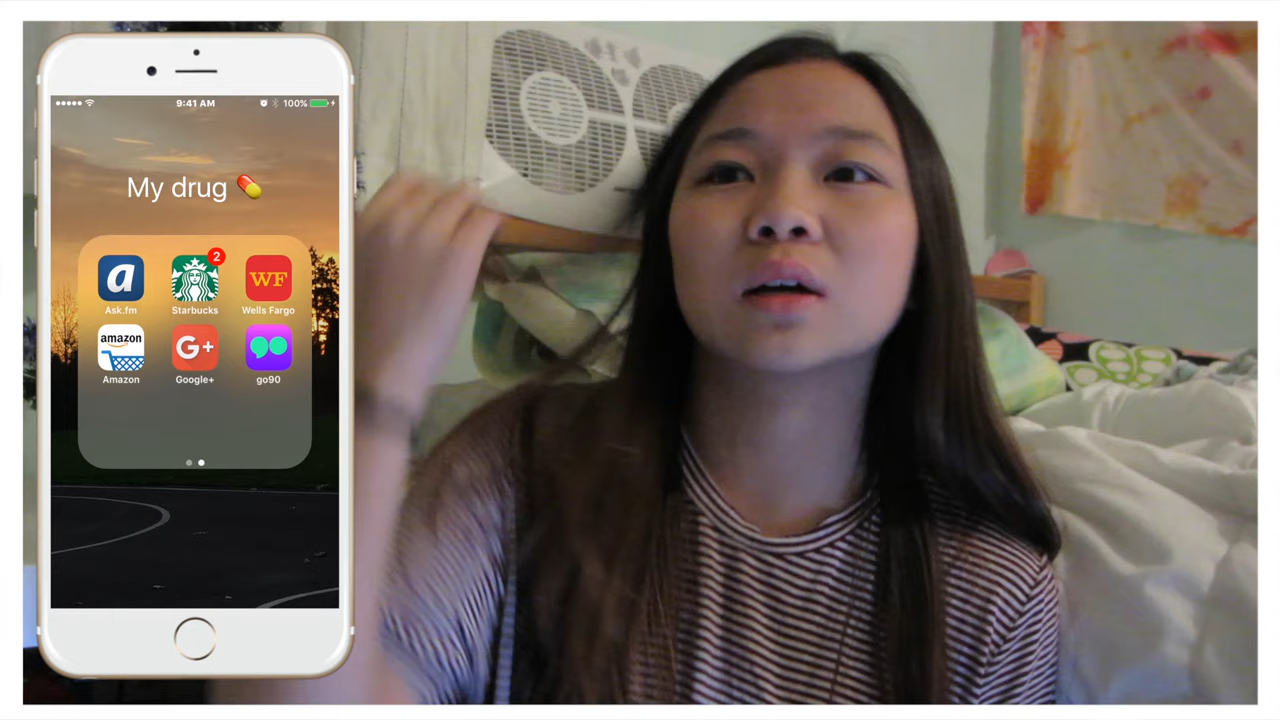 9:41 AM 100%
My drug 💊
a 2 WF
Ask.fm Starbucks Wells Fargo
amazon G+
Amazon Google+ go90